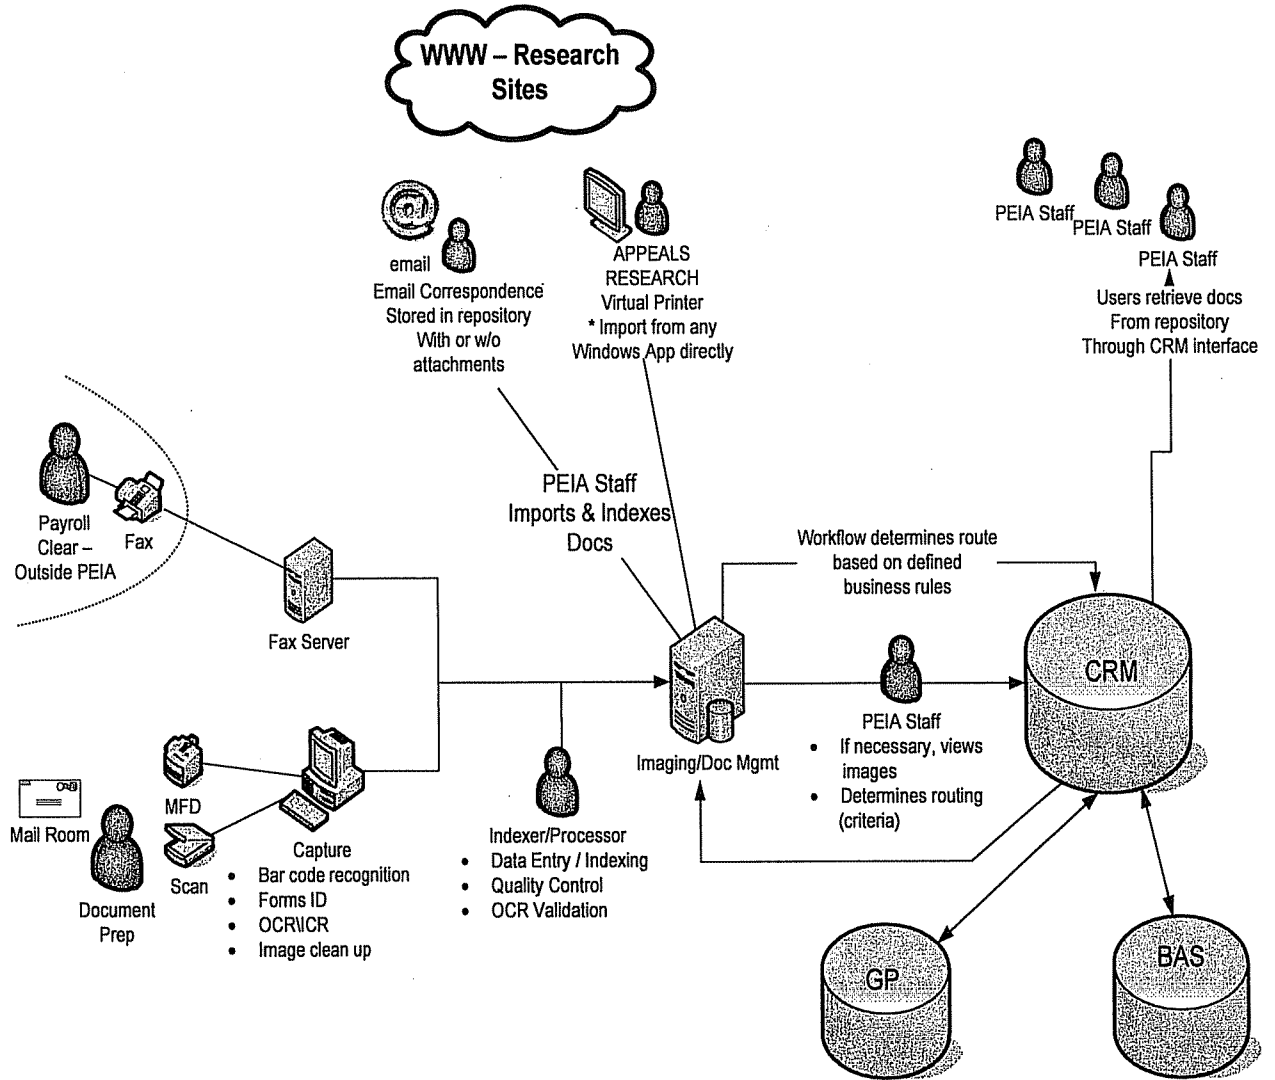 WWW – Research
Sites
email
Email Correspondence
Stored in repository
With or w/o
attachments
APPEALS
RESEARCH
Virtual Printer
* Import from any
Windows App directly
PEIA Staff
PEIA Staff
PEIA Staff
Users retrieve docs
From repository
Through CRM interface
Payroll
Clear –
Outside PEIA
Fax
Fax Server
PEIA Staff
Imports & Indexes
Docs
Workflow determines route
based on defined
business rules
CRM
Imaging/Doc Mgmt
PEIA Staff
• If necessary, views
images
• Determines routing
(criteria)
Mail Room
MFD
Scan
Document
Prep
Capture
• Bar code recognition
• Forms ID
• OCR\ICR
• Image clean up
Indexer/Processor
• Data Entry / Indexing
• Quality Control
• OCR Validation
GP
BAS